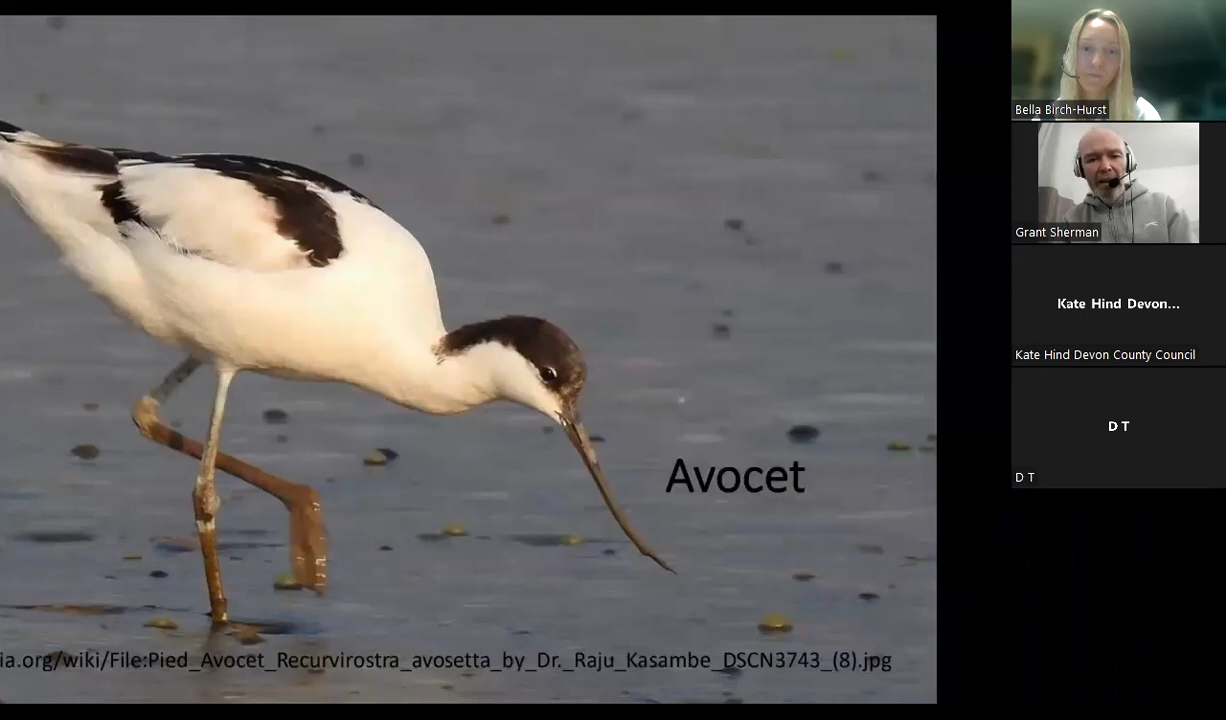 Avocet
ia.org/wiki/File:Pied_Avocet_Recurvirostra_avosetta_by_Dr._Raju_Kasambe_DSCN3743_(8).jpg
Bella Birch-Hurst
Grant Sherman
Kate Hind Devon...
Kate Hind Devon County Council
D T
D T